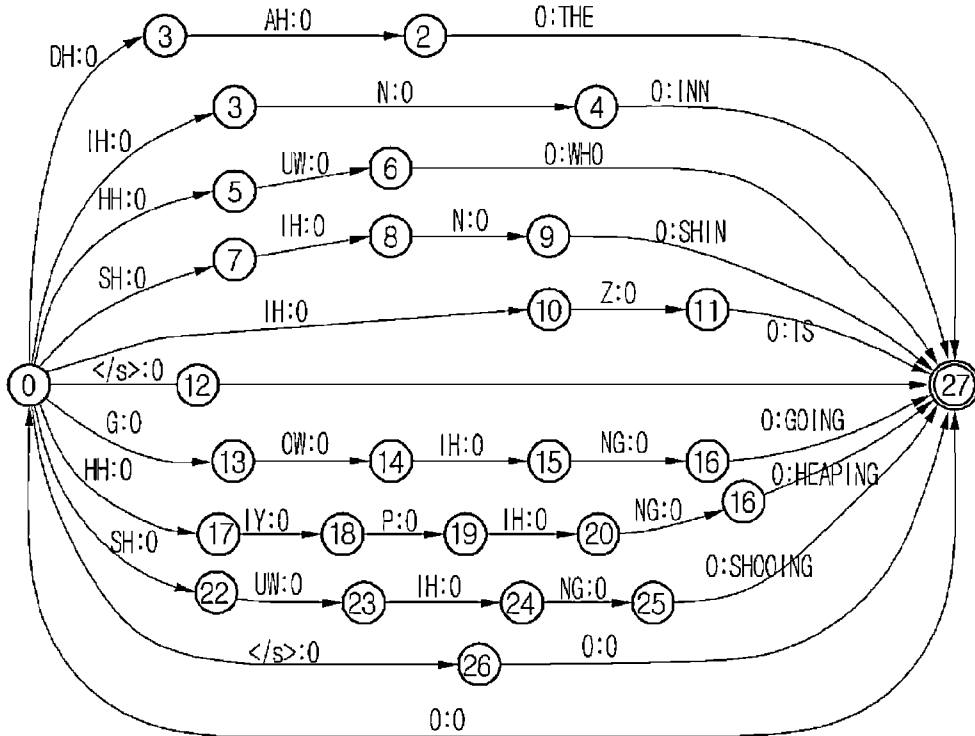 DH:0 3 AH:0 2 0:THE
IH:0 3 N:0 4 0:INN
HH:0 5 UW:0 6 0:WHO
SH:0 7 IH:0 8 N:0 9 0:SHIN
IH:0 10 Z:0 11 0:IS
0 </s>:0 12 27
G:0 13 OW:0 14 IH:0 15 NG:0 16 0:GOING
HH:0 17 IY:0 18 P:0 19 IH:0 20 NG:0 16 0:HEAPING
SH:0 22 UW:0 23 IH:0 24 NG:0 25 0:SHOOING
</s>:0 26 0:0
0:0